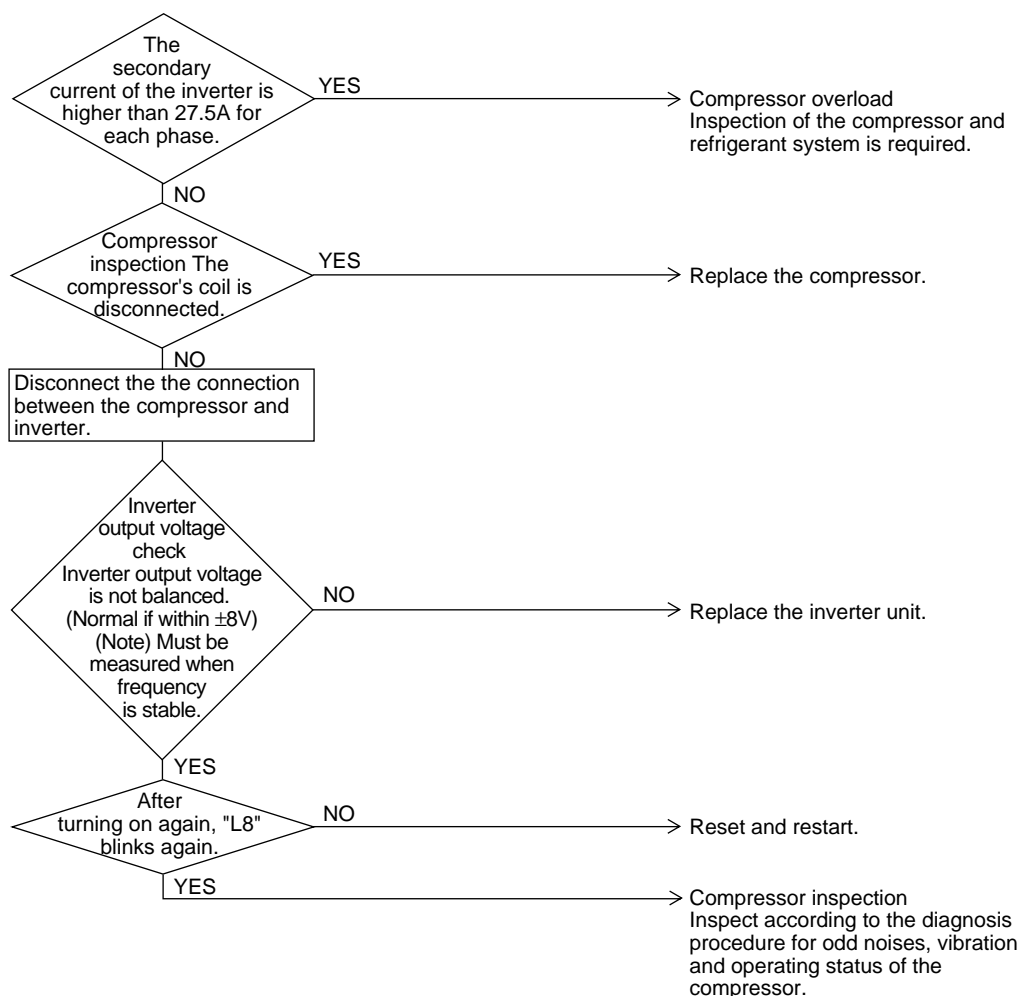 The
secondary
current of the inverter is
higher than 27.5A for
each phase.
YES
Compressor overload
Inspection of the compressor and
refrigerant system is required.
NO
Compressor
inspection The
compressor's coil is
disconnected.
YES
Replace the compressor.
NO
Disconnect the the connection
between the compressor and
inverter.
Inverter
output voltage
check
Inverter output voltage
is not balanced.
(Normal if within ±8V)
(Note) Must be
measured when
frequency
is stable.
NO
Replace the inverter unit.
YES
After
turning on again, "L8"
blinks again.
NO
Reset and restart.
YES
Compressor inspection
Inspect according to the diagnosis
procedure for odd noises, vibration
and operating status of the
compressor.